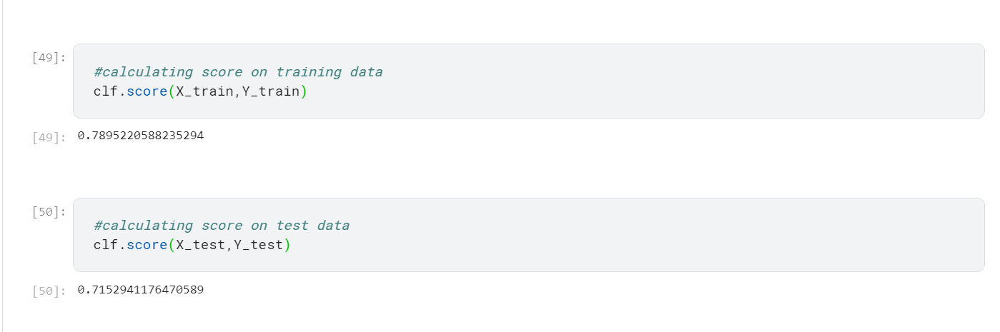 [49]:
#calculating score on training data
clf.score(X_train,Y_train)
[49]: 0.7895220588235294
[50]:
#calculating score on test data
clf.score(X_test,Y_test)
[50]: 0.7152941176470589